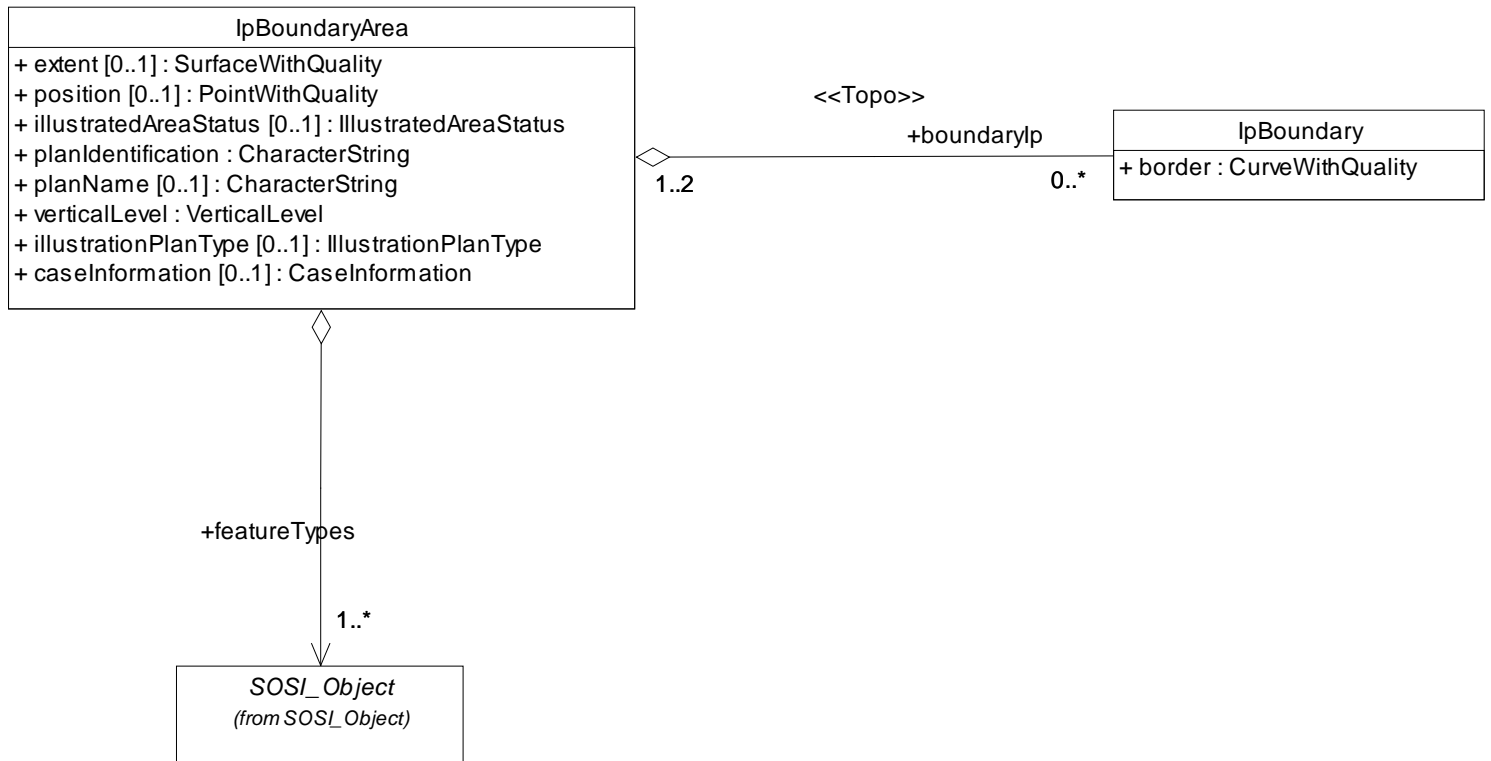 IpBoundaryArea
+ extent [0..1] : SurfaceWithQuality
+ position [0..1] : PointWithQuality
+ illustratedAreaStatus [0..1] : IllustratedAreaStatus
+ planIdentification : CharacterString
+ planName [0..1] : CharacterString
+ verticalLevel : VerticalLevel
+ illustrationPlanType [0..1] : IllustrationPlanType
+ caseInformation [0..1] : CaseInformation
<<Topo>>
+boundaryIp
1..2
0..*
IpBoundary
+ border : CurveWithQuality
+featureTypes
1..*
SOSI_Object
(from SOSI_Object)